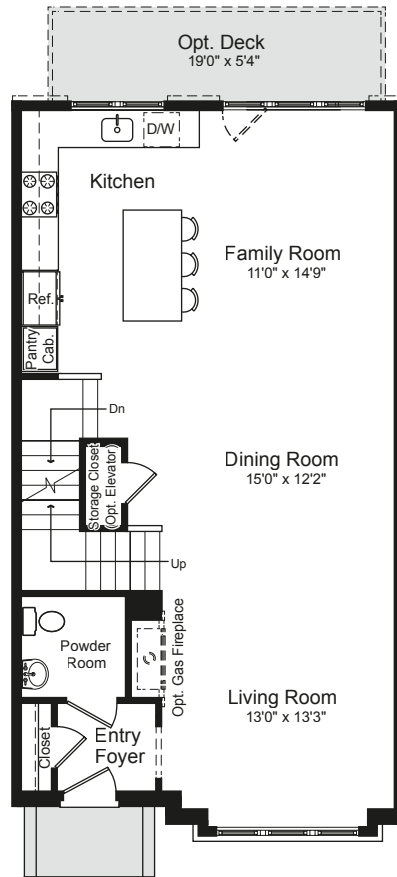 Opt. Deck
19'0" x 5'4"
D/W
Kitchen
Family Room
11'0" x 14'9"
Ref.
Pantry
Cab.
Dn
Storage Closet
(Opt. Elevator)
Dining Room
15'0" x 12'2"
Up
Opt. Gas Fireplace
Powder
Room
Living Room
13'0" x 13'3"
Closet
Entry
Foyer